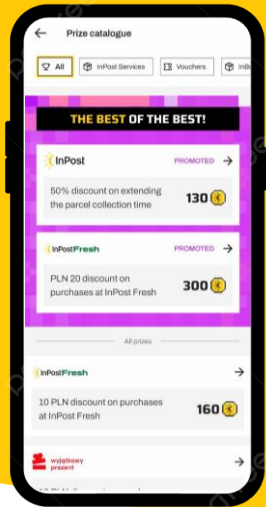 Prize catalogue
All
InPost Services
Vouchers
THE BEST OF THE BEST!
InPost
PROMOTED
50% discount on extending
the parcel collection time
130
InPostFresh
PROMOTED
PLN 20 discount on
purchases at InPost Fresh
300
All prizes
InPostFresh
10 PLN discount on purchases
at InPost Fresh
160
wyjątkowy
prezent